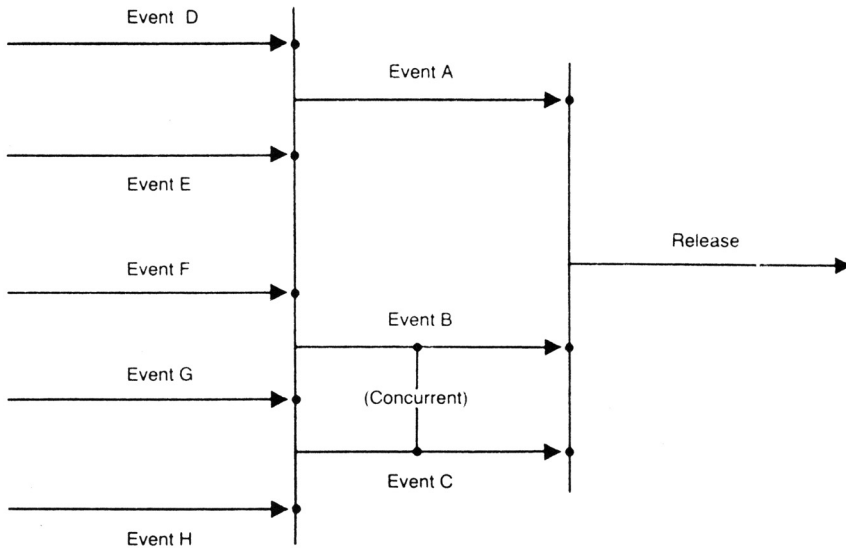 Event D
Event A
Event E
Release
Event F
Event B
Event G
(Concurrent)
Event C
Event H